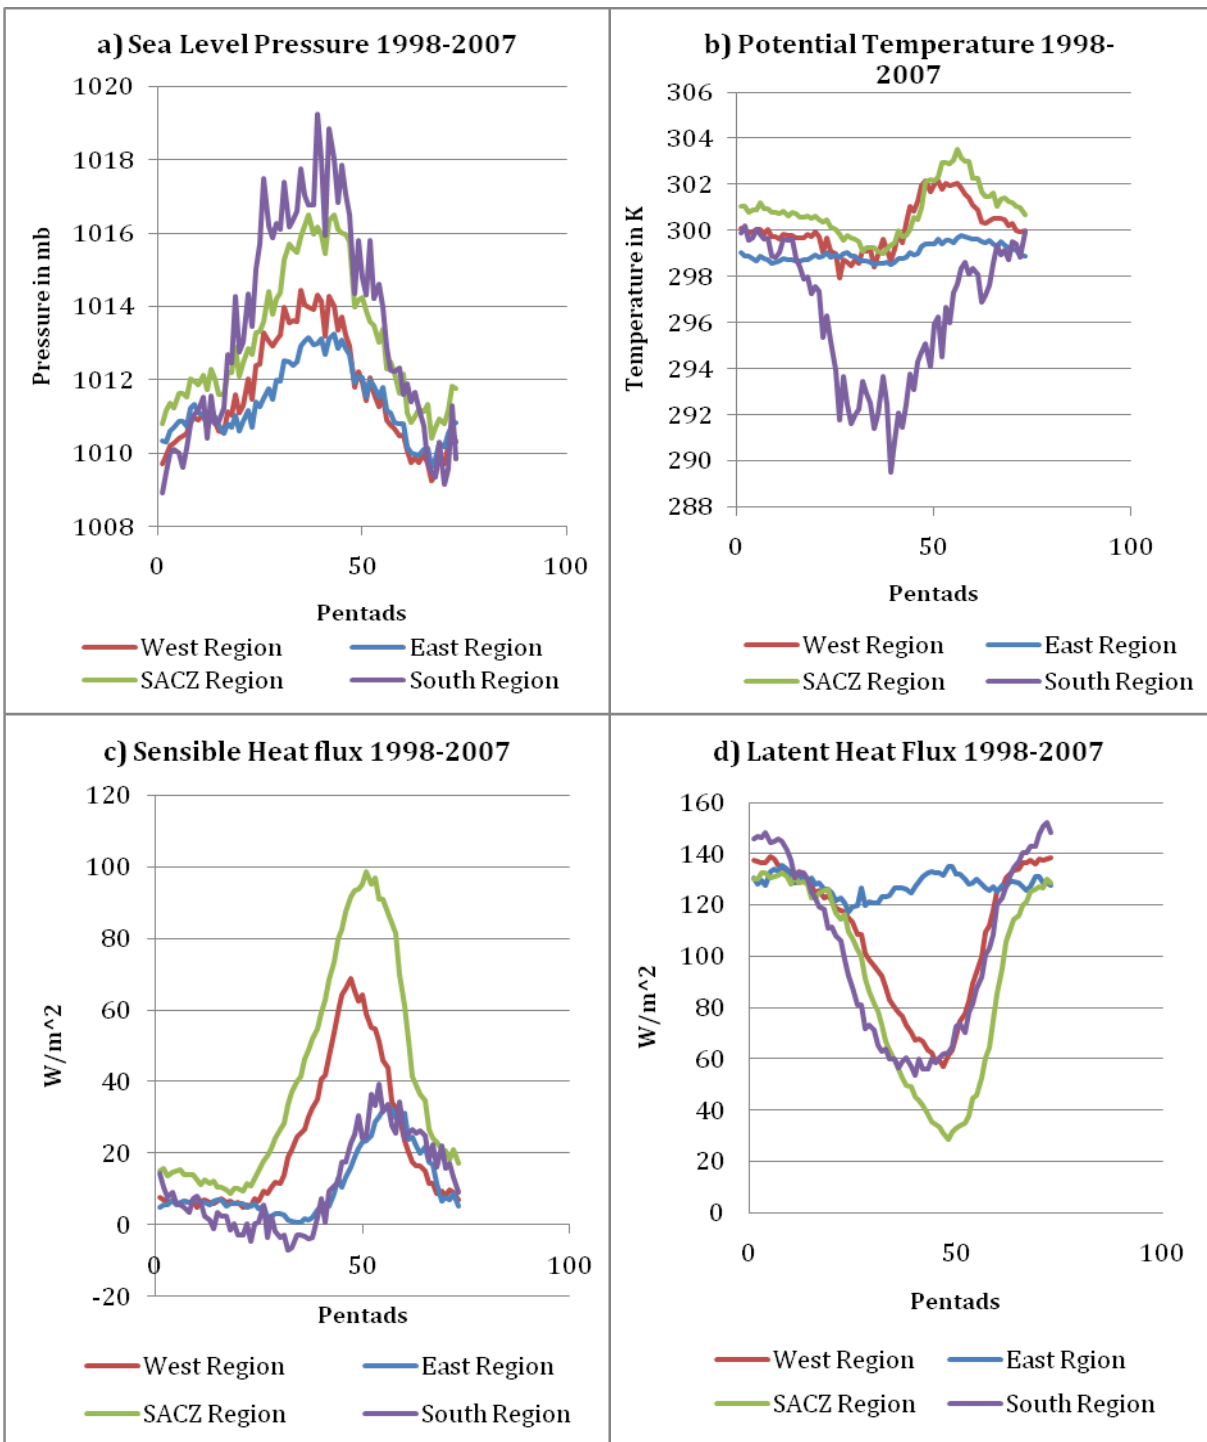 a) Sea Level Pressure 1998-2007
1020
1018
1016
1014
1012
1010
1008
Pressure in mb
0 50 100
Pentads
West Region East Region
SACZ Region South Region
b) Potential Temperature 1998-
2007
306
304
302
300
298
296
294
292
290
288
Temperature in K
0 50 100
Pentads
West Region East Region
SACZ Region South Region
c) Sensible Heat flux 1998-2007
120
100
80
60
40
20
0
-20
W/m^2
0 50 100
Pentads
West Region East Region
SACZ Region South Region
d) Latent Heat Flux 1998-2007
160
140
120
100
80
60
40
20
0
W/m^2
0 50 100
Pentads
West Region East Rgion
SACZ Region South Region